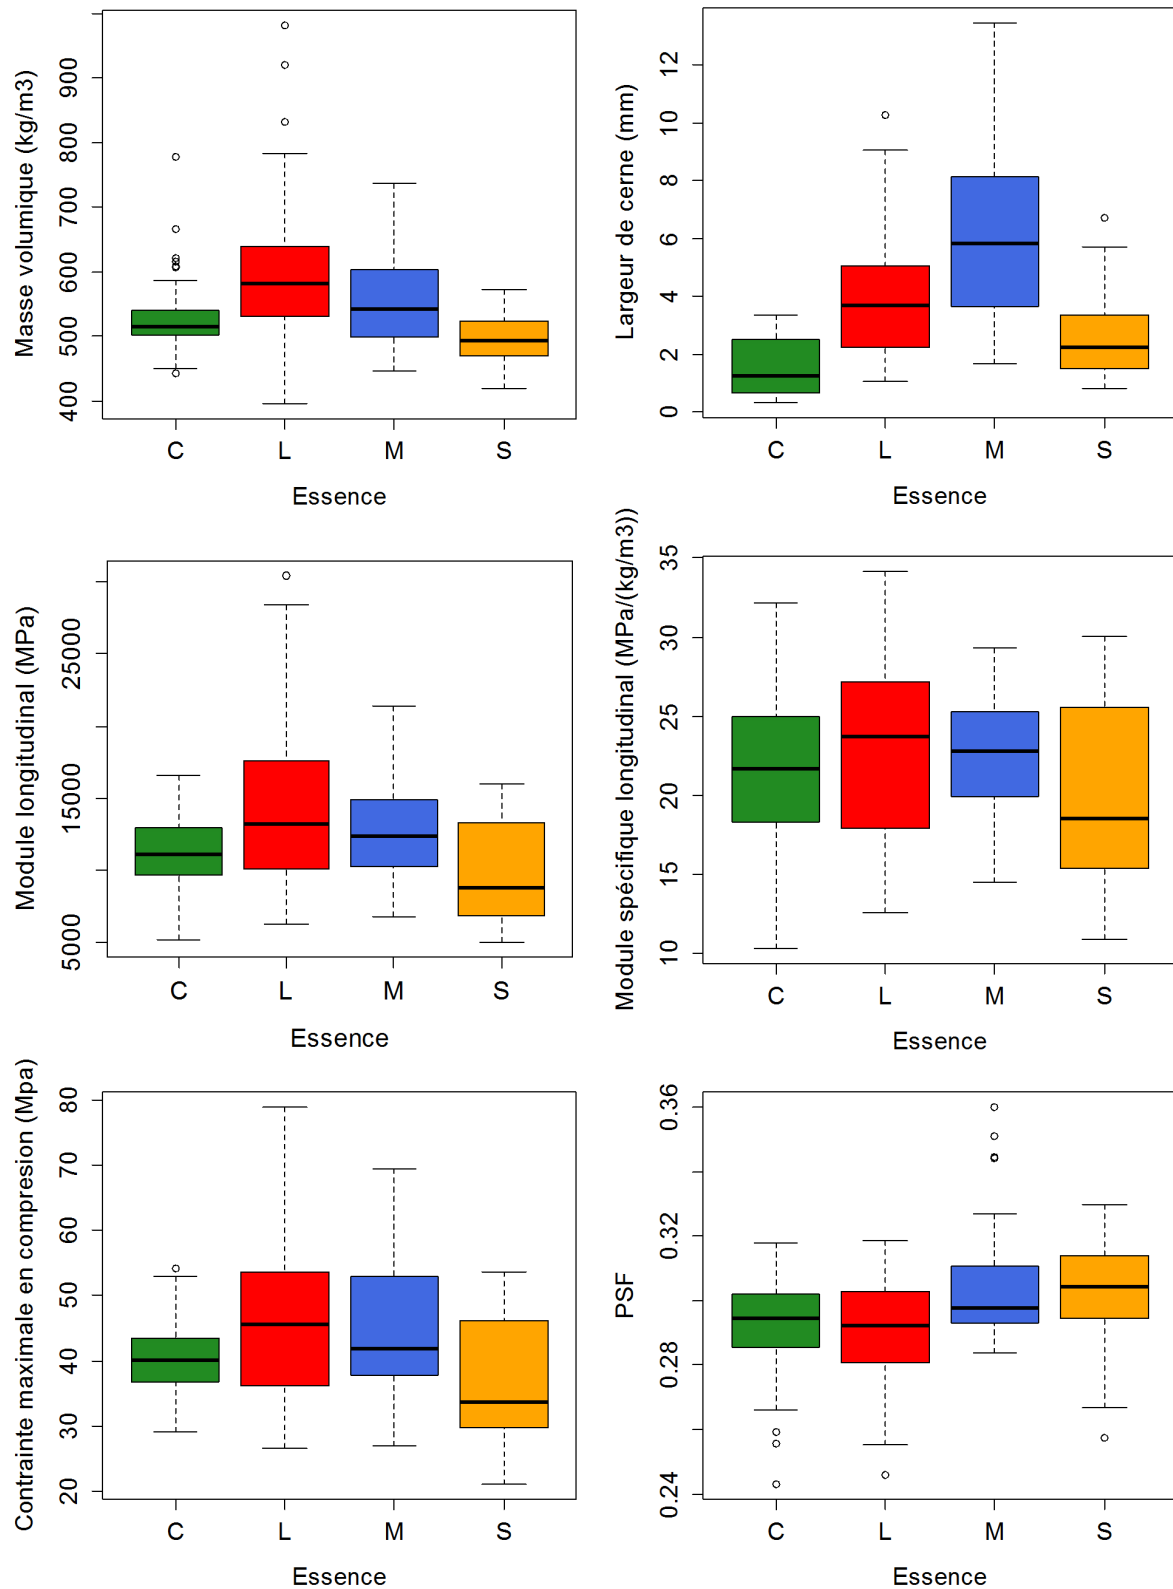 Masse volumique (kg/m3)
900
800
700
600
500
400
C L M S
Essence
Largeur de cerne (mm)
12
10
8
6
4
2
0
C L M S
Essence
Module longitudinal (MPa)
25000
15000
5000
C L M S
Essence
Module spécifique longitudinal (MPa/(kg/m3))
35
30
25
20
15
10
C L M S
Essence
Contrainte maximale en compresion (Mpa)
80
70
60
50
40
30
20
C L M S
Essence
PSF
0.36
0.32
0.28
0.24
C L M S
Essence